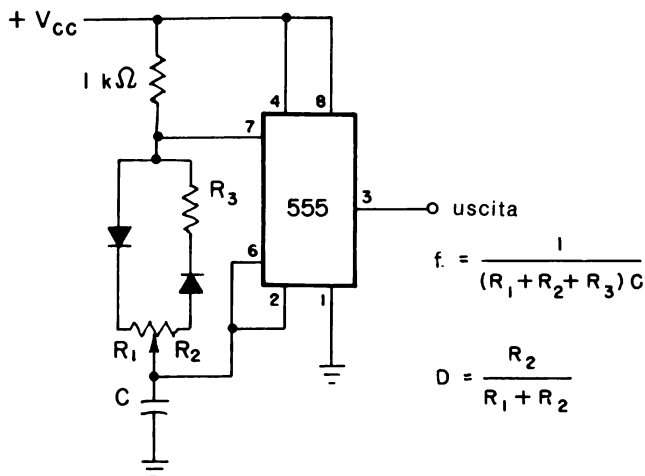 + Vcc
1 kΩ
4 8
7
R3
555
3
uscita
6
2 1
R1 R2
C
f. = 1 / (R1 + R2 + R3) C
D = R2 / R1 + R2